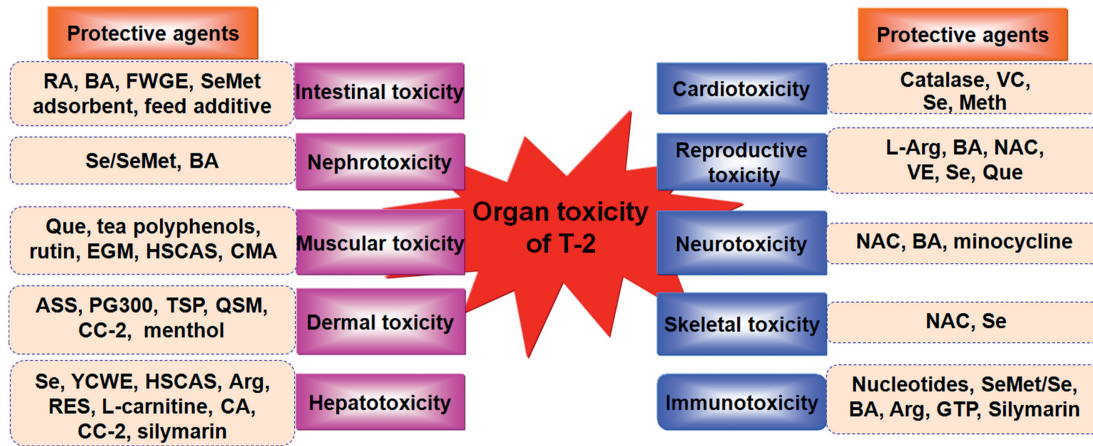 Protective agents
RA, BA, FWGE, SeMet
adsorbent, feed additive
Intestinal toxicity
Se/SeMet, BA
Nephrotoxicity
Que, tea polyphenols,
rutin, EGM, HSCAS, CMA
Muscular toxicity
ASS, PG300, TSP, QSM,
CC-2, menthol
Dermal toxicity
Se, YCWE, HSCAS, Arg,
RES, L-carnitine, CA,
CC-2, silymarin
Hepatotoxicity
Organ toxicity
of T-2
Protective agents
Cardiotoxicity
Catalase, VC,
Se, Meth
Reproductive
toxicity
L-Arg, BA, NAC,
VE, Se, Que
Neurotoxicity
NAC, BA, minocycline
Skeletal toxicity
NAC, Se
Immunotoxicity
Nucleotides, SeMet/Se,
BA, Arg, GTP, Silymarin